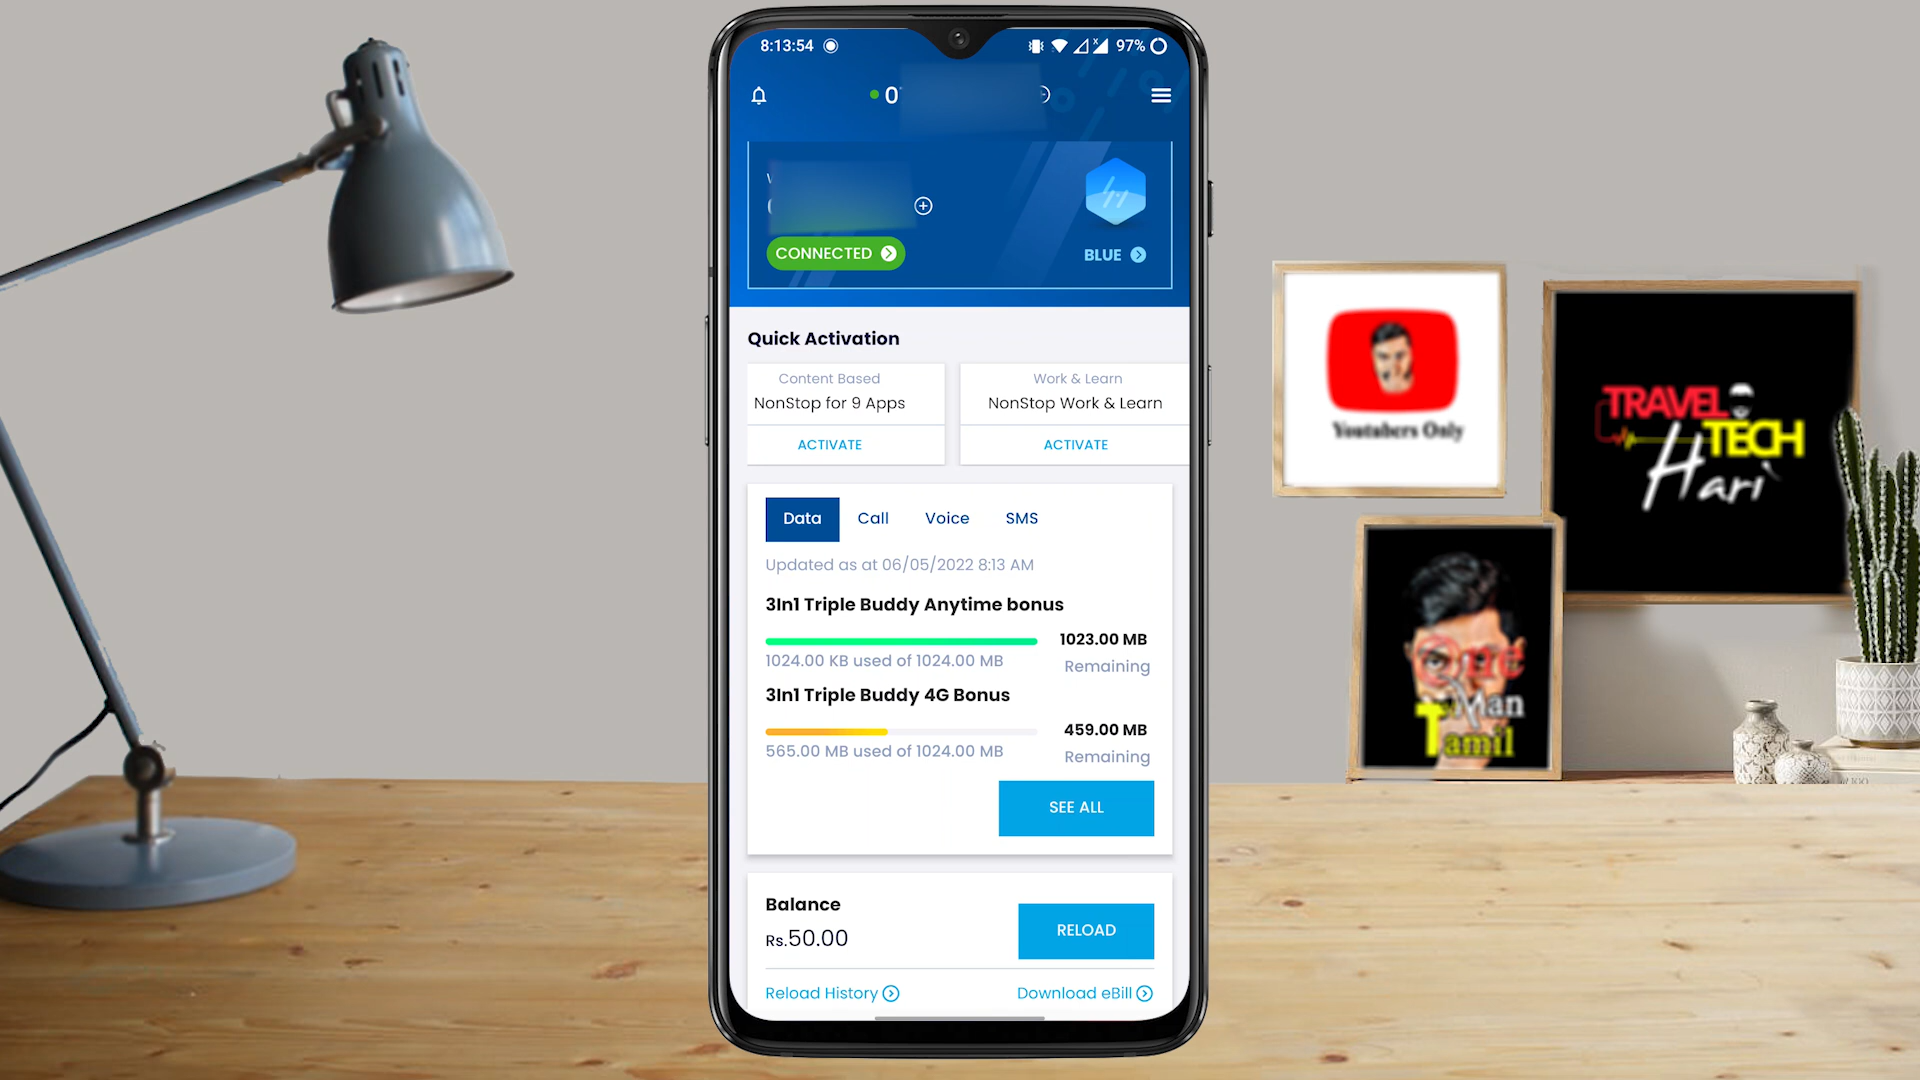 8:13:54
97%
CONNECTED
BLUE
Quick Activation
Content Based
NonStop for 9 Apps
ACTIVATE
Work & Learn
NonStop Work & Learn
ACTIVATE
Data Call Voice SMS
Updated as at 06/05/2022 8:13 AM
3In1 Triple Buddy Anytime bonus
1023.00 MB
1024.00 KB used of 1024.00 MB
Remaining
3In1 Triple Buddy 4G Bonus
459.00 MB
565.00 MB used of 1024.00 MB
Remaining
SEE ALL
Balance
Rs.50.00
RELOAD
Reload History
Download eBill
Youtubers Only
TRAVEL
TECH
Hari
One
Man
Tamil